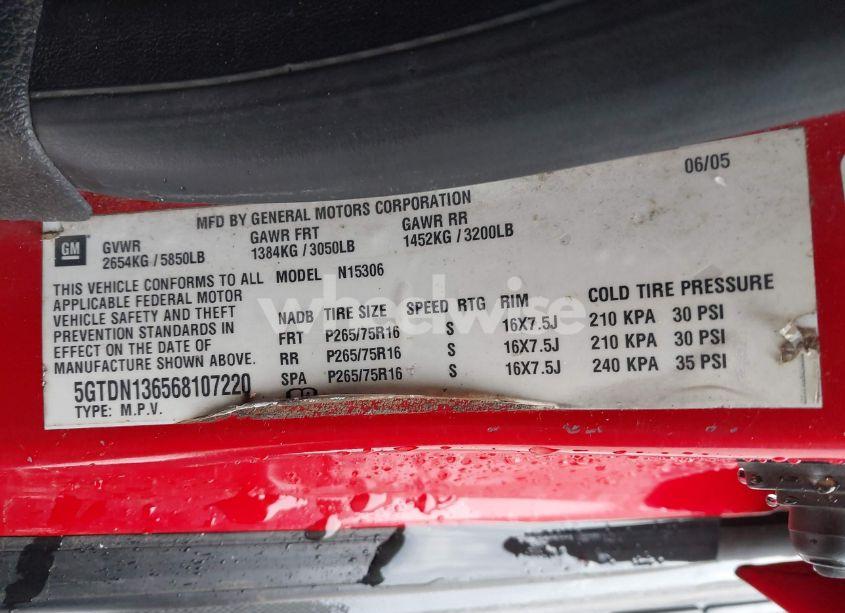 06/05
MFD BY GENERAL MOTORS CORPORATION
GM
GVWR GAWR FRT GAWR RR
2654KG / 5850LB 1384KG / 3050LB 1452KG / 3200LB
THIS VEHICLE CONFORMS TO ALL MODEL N15306
APPLICABLE FEDERAL MOTOR
VEHICLE SAFETY AND THEFT
PREVENTION STANDARDS IN
EFFECT ON THE DATE OF
MANUFACTURE SHOWN ABOVE.
NADB TIRE SIZE SPEED RTG RIM COLD TIRE PRESSURE
FRT P265/75R16 S 16X7.5J 210 KPA 30 PSI
RR P265/75R16 S 16X7.5J 210 KPA 30 PSI
SPA P265/75R16 S 16X7.5J 240 KPA 35 PSI
5GTDN136568107220
TYPE: M.P.V.
wheelwise